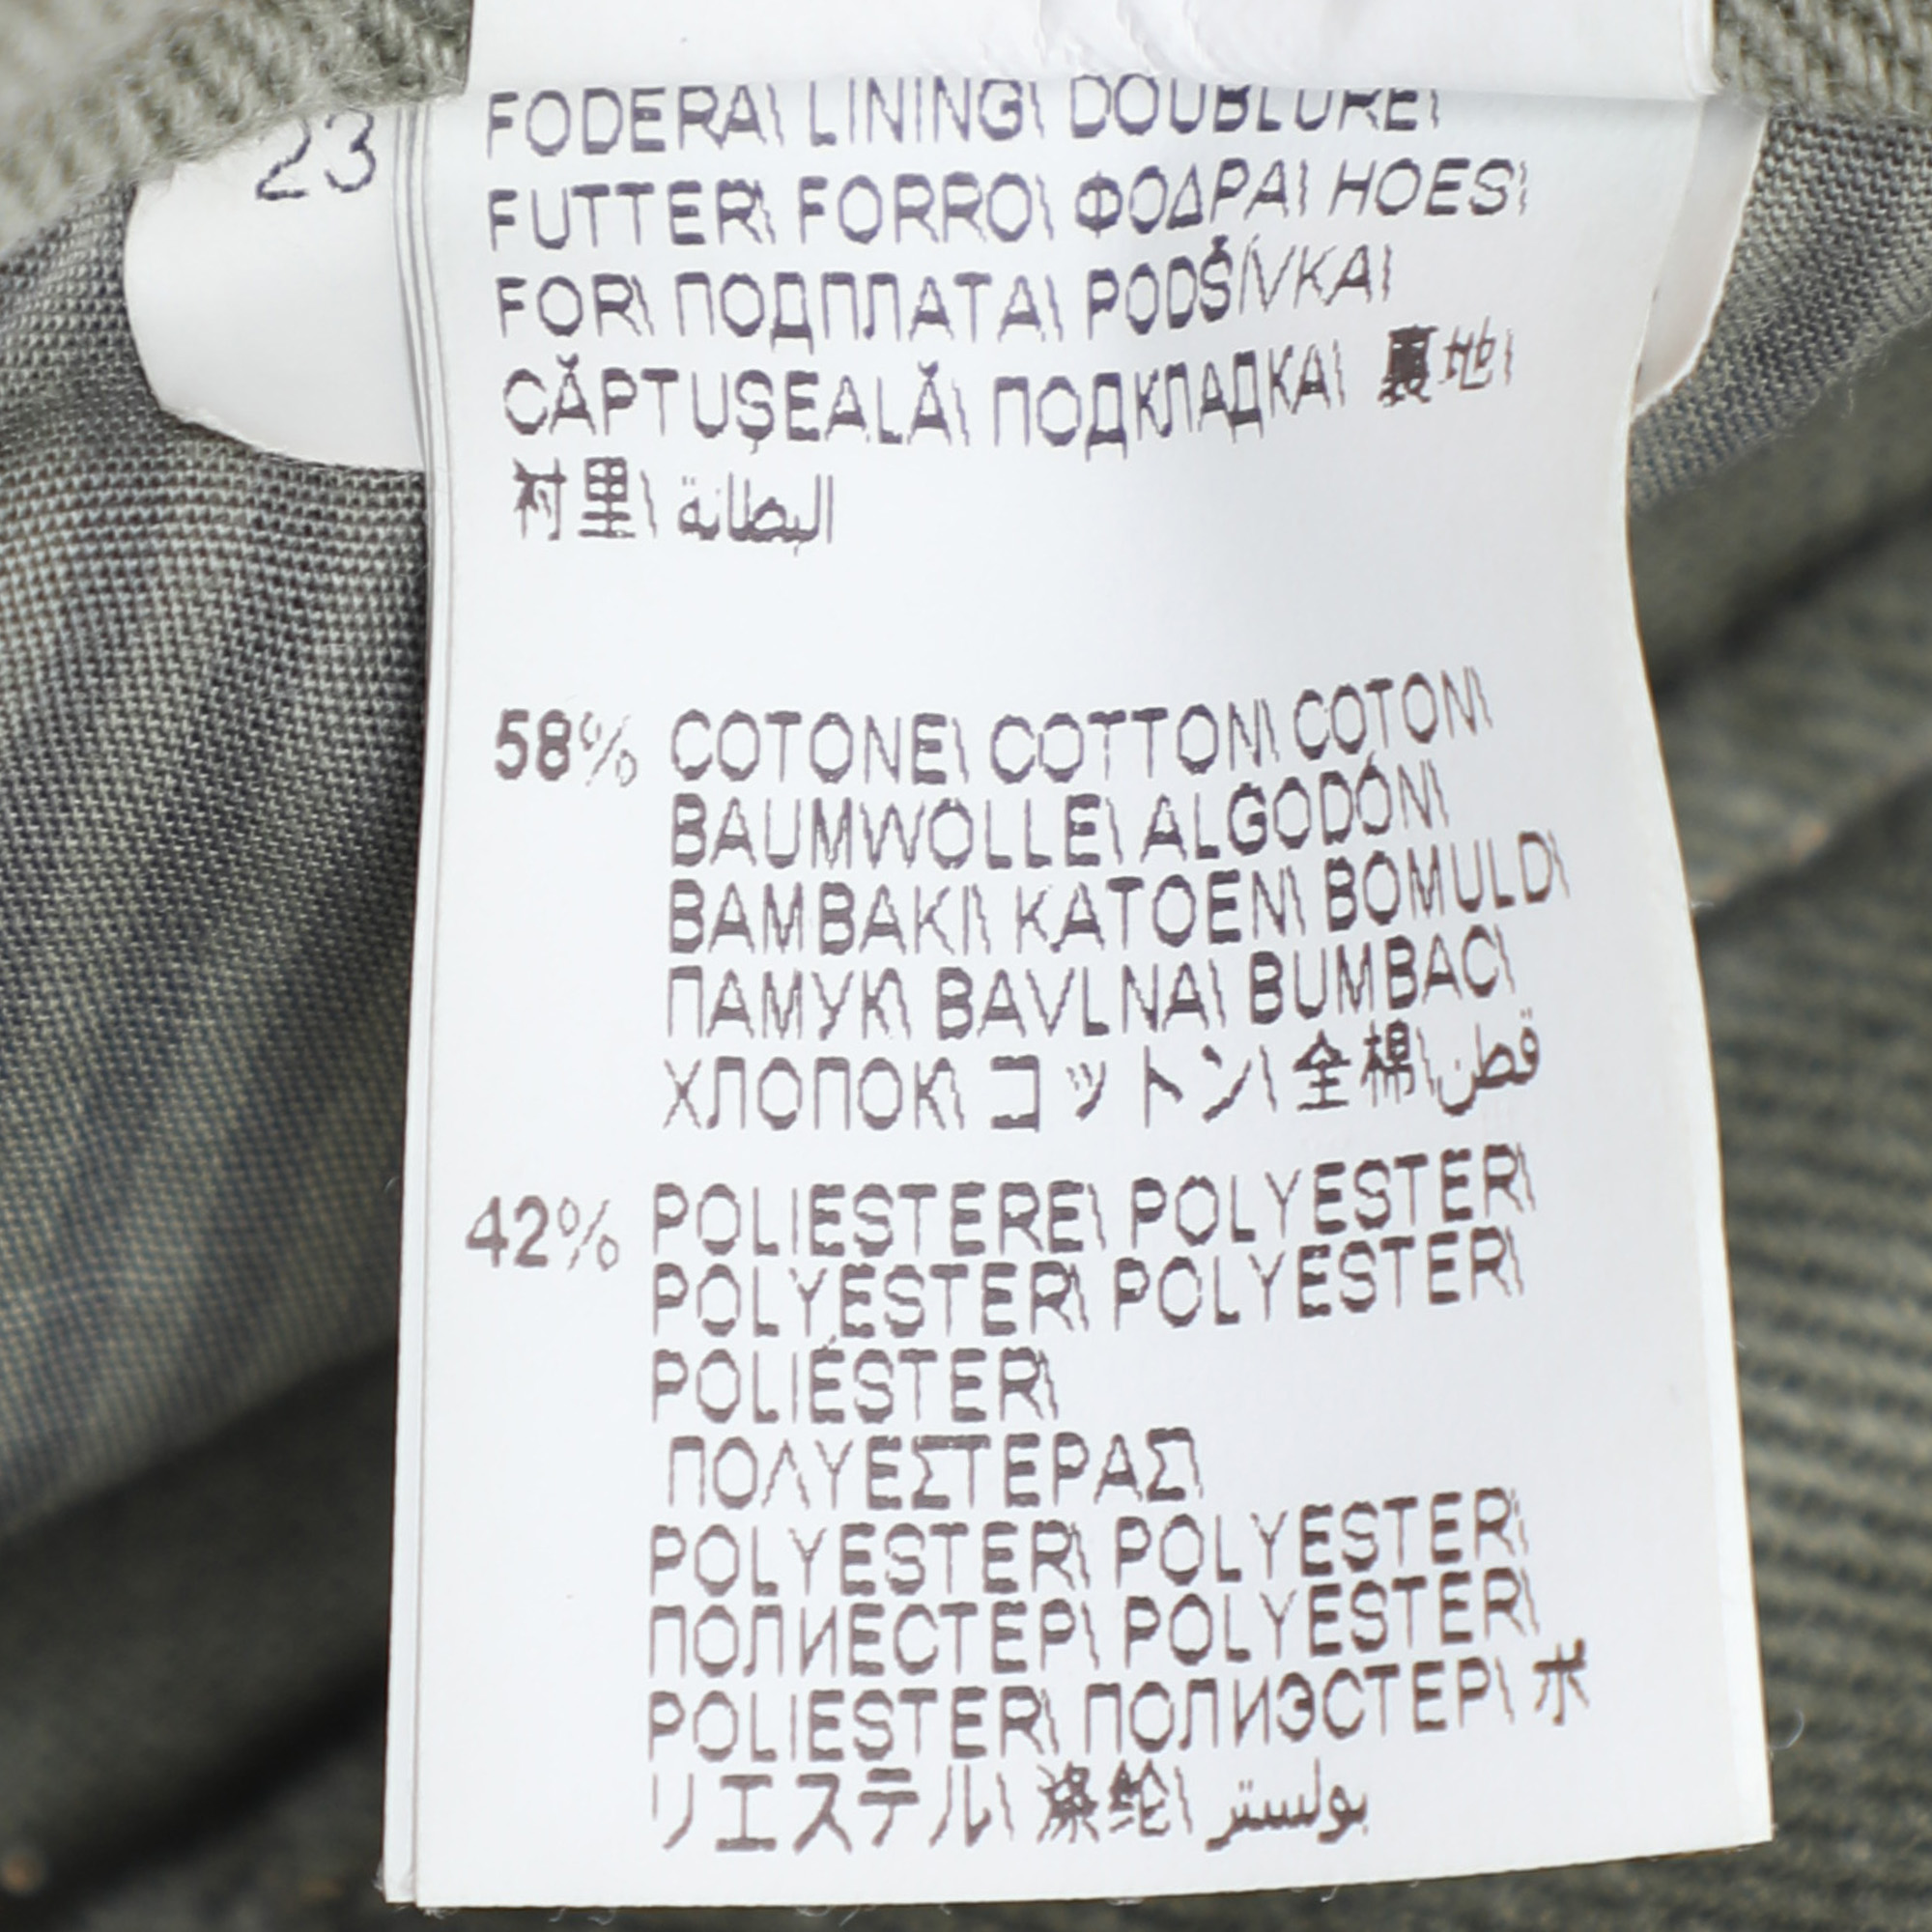 23
FODERA\ LINING\ DOUBLURE\
FUTTER\ FORRO\ ΦΟΔΡΑ\ HOES\
FOR\ ПОДПЛАТА\ PODŠÍVKA\
CĂPTUȘEALĂ\ ПОДКЛАДКА\ 裏地\
衬里\ البطانة
58% COTONE\ COTTON\ COTON\
BAUMWOLLE\ ALGODÓN\
BAMBAKI\ KATOEN\ BOMULD\
ПАМУК\ BAVLNA\ BUMBAC\
ХЛОПОК\ コットン\ 全棉\ قطن
42% POLIESTERE\ POLYESTER\
POLYESTER\ POLYESTER\
POLIÉSTER\
ΠΟΛΥΕΣΤΕΡΑΣ\
POLYESTER\ POLYESTER\
ПОЛИЕСТЕР\ POLYESTER\
POLIESTER\ ПОЛИЭСТЕР\ ポ
リエステル\ 涤纶\ بولستر